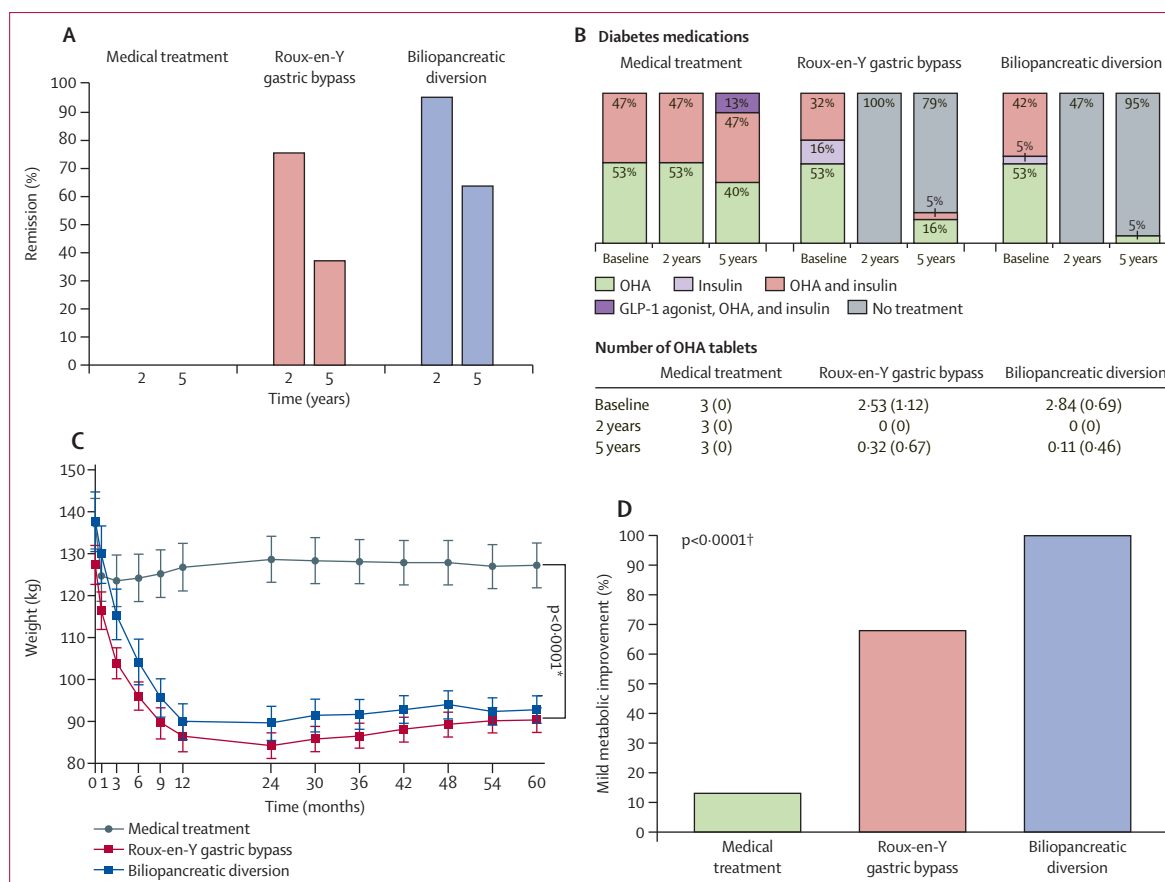 A
Medical treatment
Roux-en-Y
gastric bypass
Biliopancreatic
diversion
100
90
80
70
60
50
40
30
20
10
0
Remission (%)
2 5 2 5 2 5
Time (years)
B Diabetes medications
Medical treatment Roux-en-Y gastric bypass Biliopancreatic diversion
47% 47% 13% 32% 100% 79% 42% 47% 95%
47% 16% 5% 5% 5%
53% 53% 40% 53% 16% 53%
Baseline 2 years 5 years Baseline 2 years 5 years Baseline 2 years 5 years
OHA Insulin OHA and insulin
GLP-1 agonist, OHA, and insulin No treatment
Number of OHA tablets
Medical treatment Roux-en-Y gastric bypass Biliopancreatic diversion
Baseline 3 (0) 2·53 (1·12) 2·84 (0·69)
2 years 3 (0) 0 (0) 0 (0)
5 years 3 (0) 0·32 (0·67) 0·11 (0·46)
C
150
140
130
120
110
100
90
80
Weight (kg)
p<0·0001*
0 1 3 6 9 12 24 30 36 42 48 54 60
Time (months)
Medical treatment
Roux-en-Y gastric bypass
Biliopancreatic diversion
D
p<0·0001†
100
90
80
70
60
50
40
30
20
10
0
Mild metabolic improvement (%)
Medical
treatment
Roux-en-Y
gastric bypass
Biliopancreatic
diversion